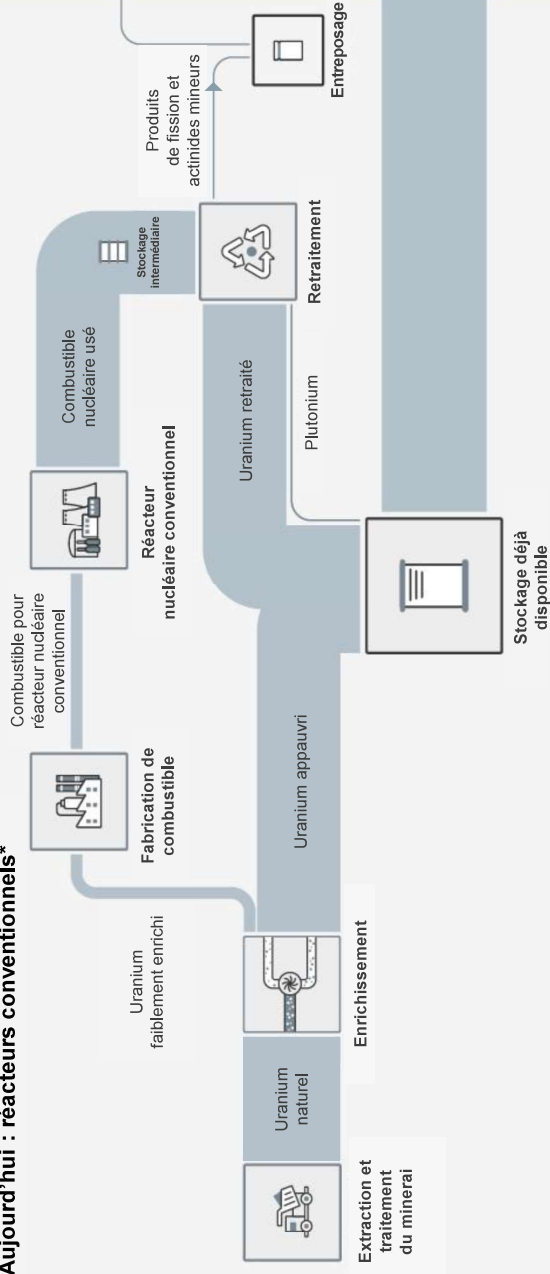 Aujourd'hui : réacteurs conventionnels*
Extraction et
traitement
du minerai
Uranium
naturel
Enrichissement
Uranium
faiblement enrichi
Fabrication de
combustible
Combustible pour
réacteur nucléaire
conventionnel
Réacteur
nucléaire conventionnel
Combustible
nucléaire usé
Stockage
intermédiaire
Retraitement
Uranium retraité
Plutonium
Uranium appauvri
Stockage déjà
disponible
Produits
de fission et
actinides mineurs
Entreposage